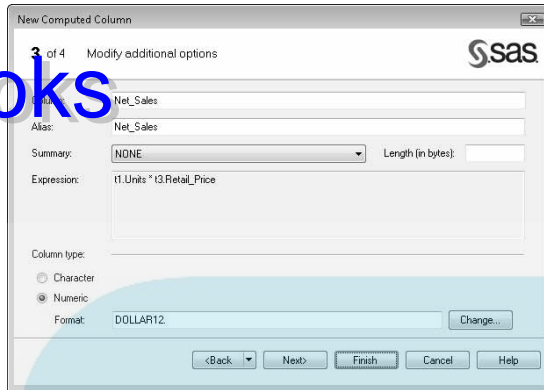 New Computed Column
3 of 4 Modify additional options
sas
oks
Net_Sales
Alias: Net_Sales
Summary: NONE Length (in bytes):
Expression: t1.Units * t3.Retail_Price
Column type:
Character
Numeric
Format: DOLLAR12. Change...
<Back Next> Finish Cancel Help